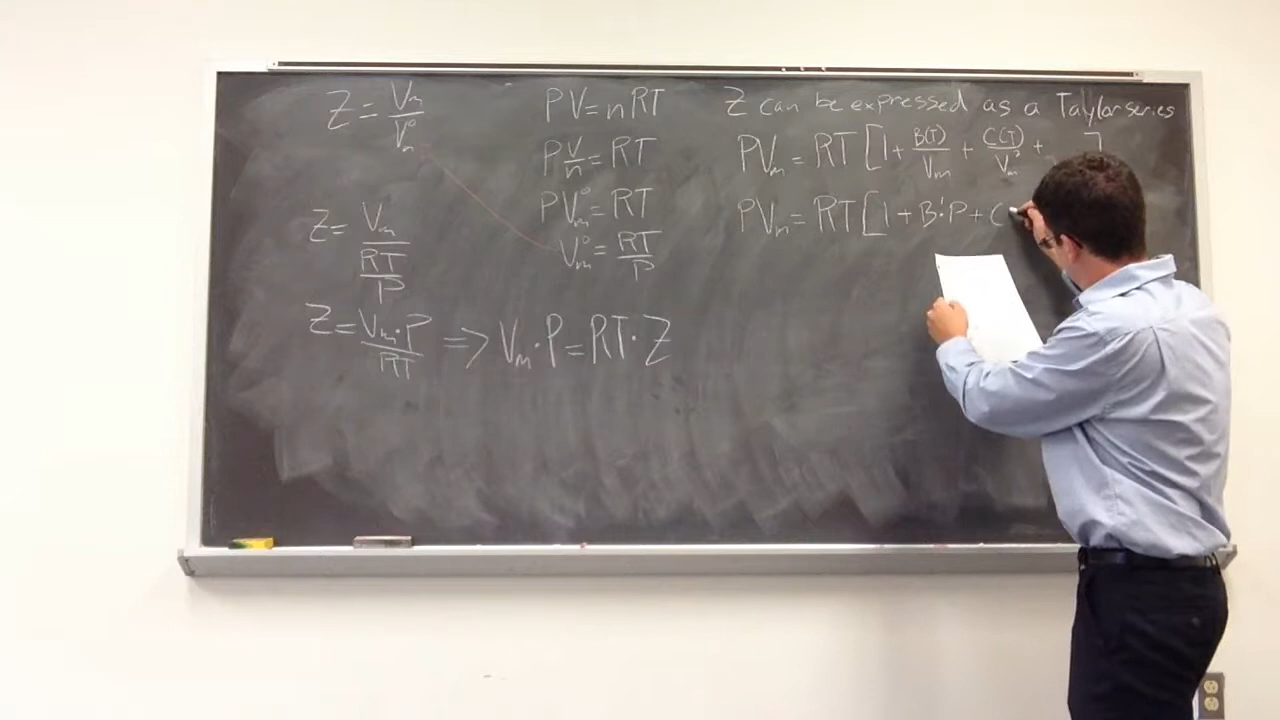 Z = Vₘ/V°ₘ
Z = Vₘ/(RT/P)
Z = Vₘ·P/RT ⟹ Vₘ·P = RT·Z
PV = nRT
P V/n = RT
PV°ₘ = RT
V°ₘ = RT/P
Z can be expressed as a Taylor series
PVₘ = RT [1 + B(T)/Vₘ + C(T)/Vₘ² + ]
PVₘ = RT [1 + B'·P + C